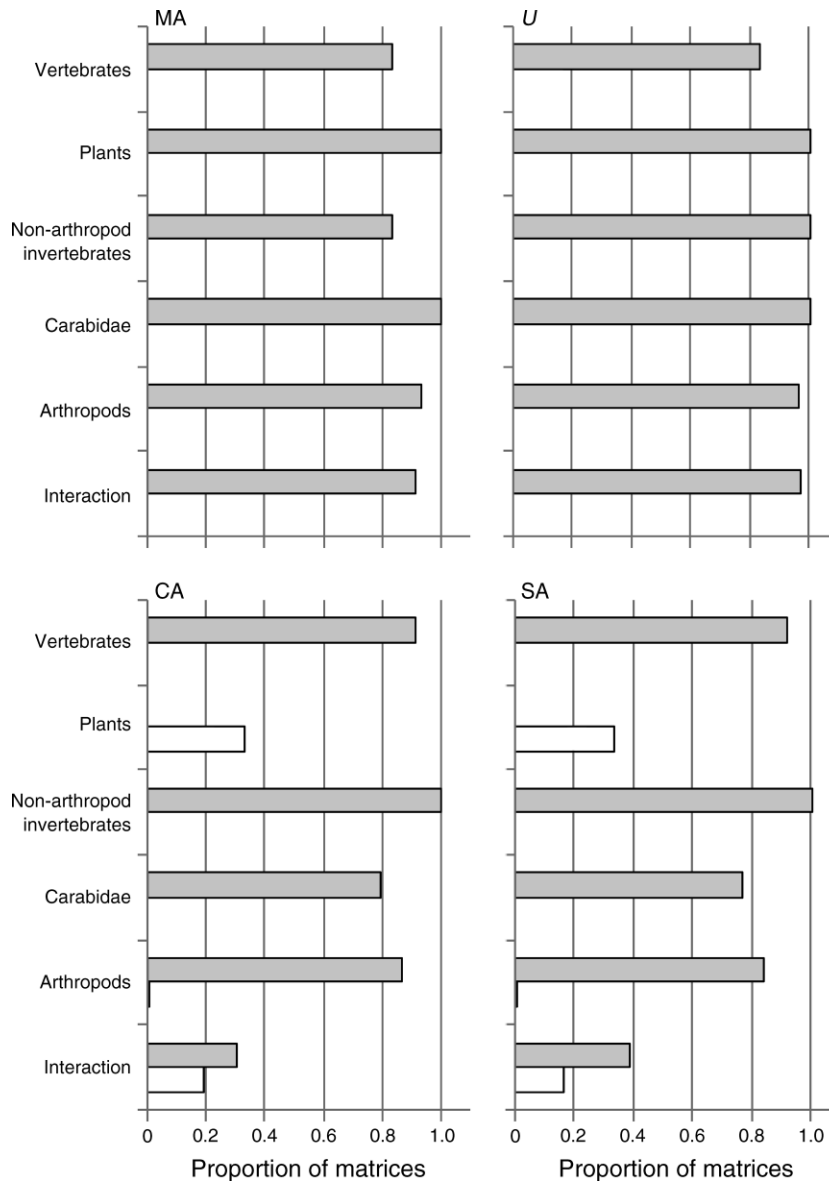 MA
U
Vertebrates
Plants
Non-arthropod
invertebrates
Carabidae
Arthropods
Interaction
CA
SA
Vertebrates
Plants
Non-arthropod
invertebrates
Carabidae
Arthropods
Interaction
0 0.2 0.4 0.6 0.8 1.0
0 0.2 0.4 0.6 0.8 1.0
Proportion of matrices
Proportion of matrices